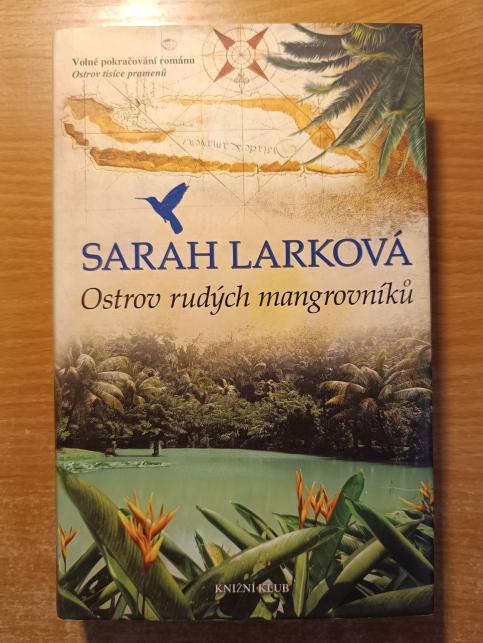 Volné pokračování románu
Ostrov tisíce pramenů
SARAH LARKOVÁ
Ostrov rudých mangrovníků
KNIŽNÍ KLUB